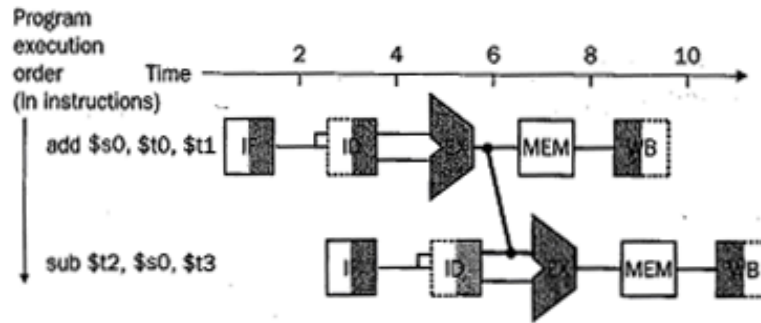 Program
execution
order
(In instructions)
Time
2 4 6 8 10
add $s0, $t0, $t1
IF ID EX MEM WB
sub $t2, $s0, $t3
IF ID EX MEM WB